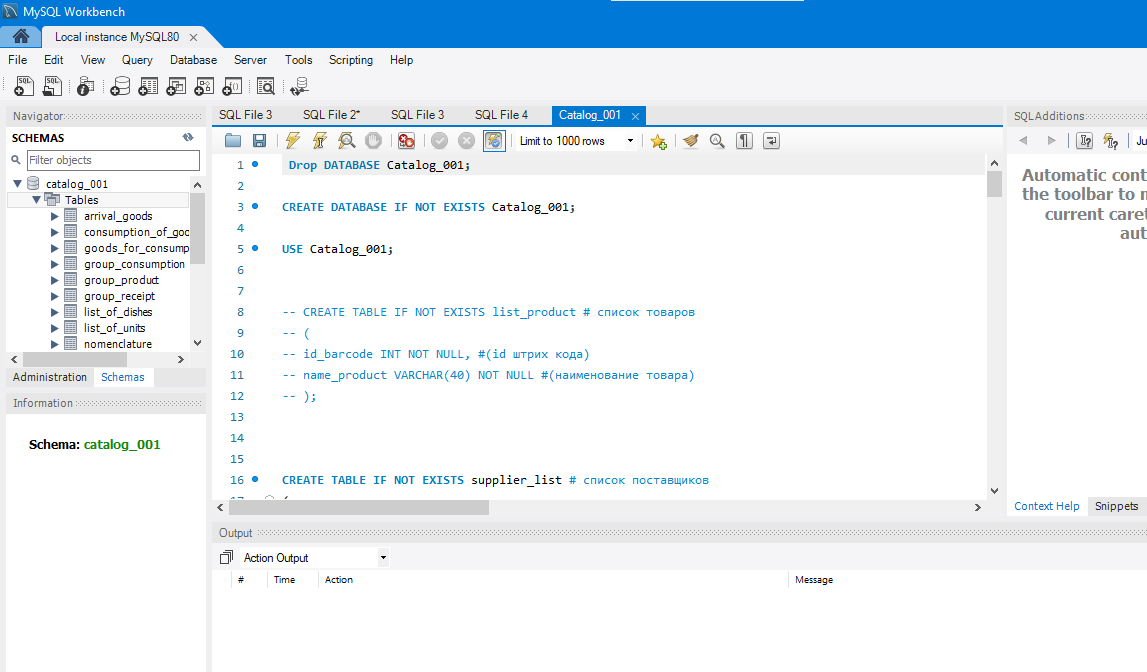 MySQL Workbench
Local instance MySQL80
File Edit View Query Database Server Tools Scripting Help
Navigator
SCHEMAS
Filter objects
catalog_001
Tables
arrival_goods
consumption_of_goo
goods_for_consump
group_consumption
group_product
group_receipt
list_of_dishes
list_of_units
nomenclature
Administration Schemas
Information
Schema: catalog_001
SQL File 3 SQL File 2* SQL File 3 SQL File 4 Catalog_001
Limit to 1000 rows
1 Drop DATABASE Catalog_001;
2
3 CREATE DATABASE IF NOT EXISTS Catalog_001;
4
5 USE Catalog_001;
6
7
8 -- CREATE TABLE IF NOT EXISTS list_product # список товаров
9 -- (
10 -- id_barcode INT NOT NULL, #(id штрих кода)
11 -- name_product VARCHAR(40) NOT NULL #(наименование товара)
12 -- );
13
14
15
16 CREATE TABLE IF NOT EXISTS supplier_list # список поставщиков
17 (
SQLAdditions
Ju
Automatic cont
the toolbar to m
current caret
aut
Context Help Snippets
Output
Action Output
# Time Action Message